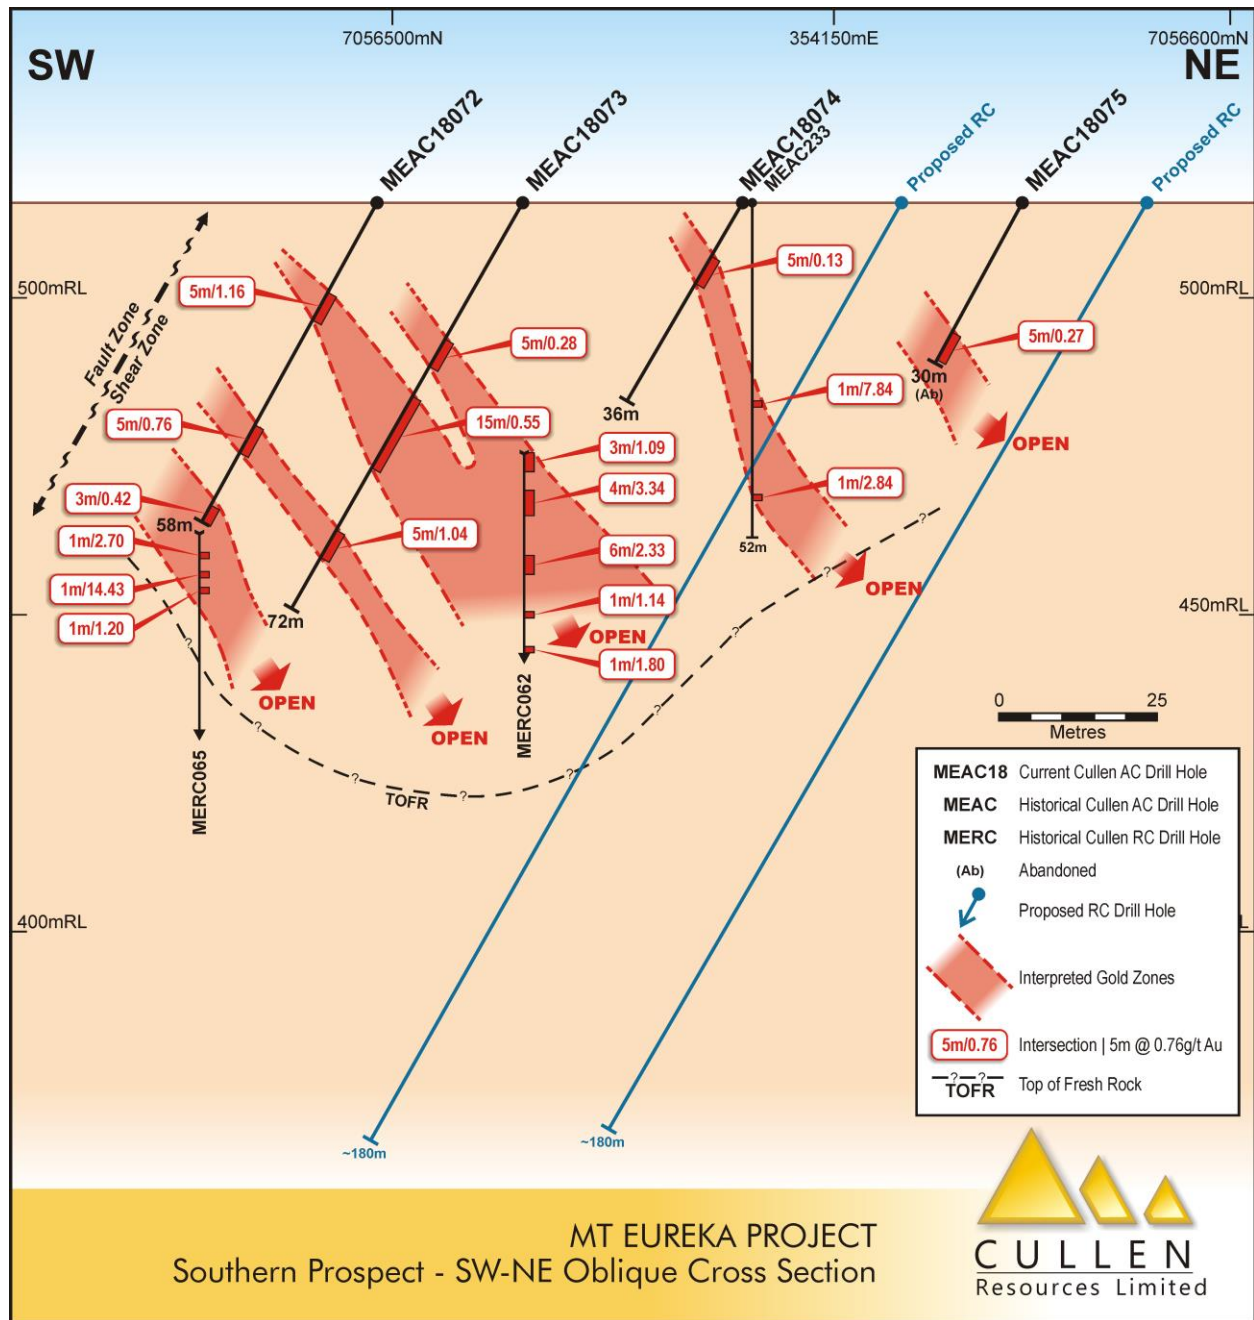 7056500mN
354150mE
7056600mN
SW
NE
MEAC18072
MEAC18073
MEAC18074
MEAC233
Proposed RC
MEAC18075
Proposed RC
500mRL
500mRL
Fault Zone
Shear Zone
5m/1.16
5m/0.13
5m/0.28
5m/0.27
30m
(Ab)
36m
1m/7.84
5m/0.76
15m/0.55
OPEN
3m/1.09
4m/3.34
1m/2.84
3m/0.42
58m
5m/1.04
52m
1m/2.70
6m/2.33
1m/14.43
OPEN
1m/1.14
450mRL
1m/1.20
72m
OPEN
1m/1.80
OPEN
OPEN
MERC065
MERC062
0 25
Metres
? ? ? ? ? ? ? ? ?
TOFR
400mRL
L
MEAC18 Current Cullen AC Drill Hole
MEAC Historical Cullen AC Drill Hole
MERC Historical Cullen RC Drill Hole
(Ab) Abandoned
Proposed RC Drill Hole
Interpreted Gold Zones
5m/0.76 Intersection | 5m @ 0.76g/t Au
? ?
TOFR Top of Fresh Rock
~180m
~180m
MT EUREKA PROJECT
Southern Prospect - SW-NE Oblique Cross Section
CULLEN
Resources Limited